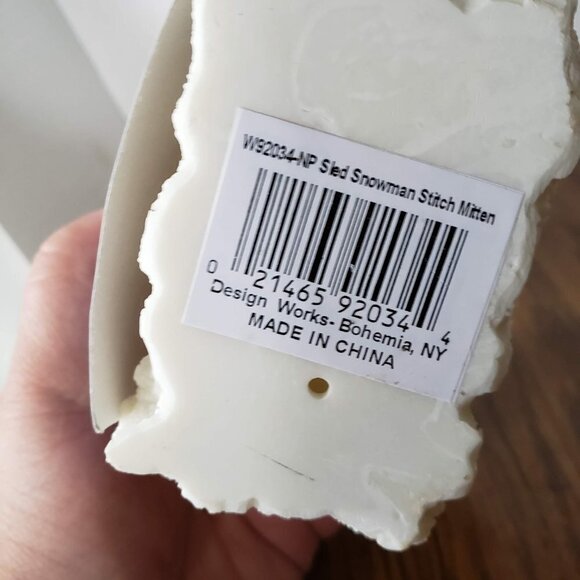 W92034-NP Sled Snowman Stitch Mitten
0 21465 92034 4
Design Works- Bohemia, NY
MADE IN CHINA